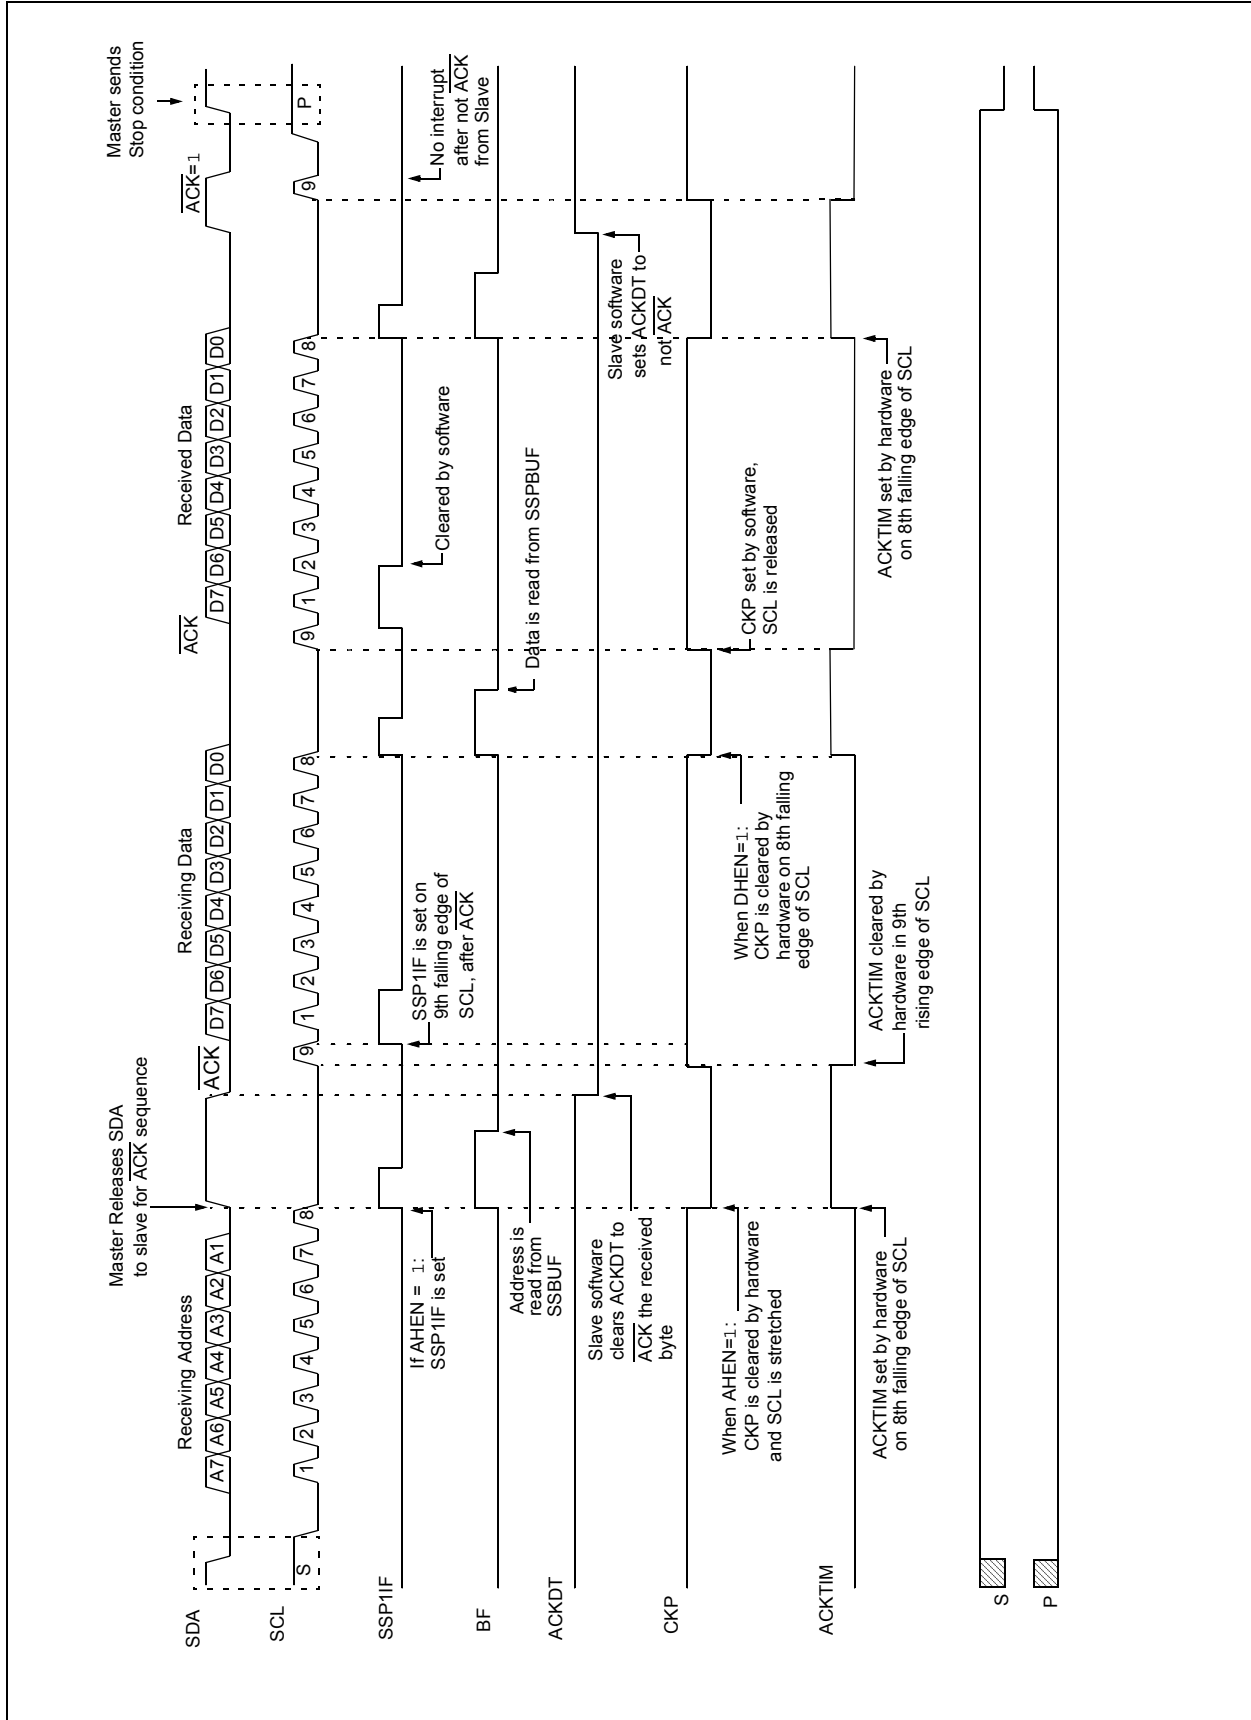 Master Releases SDA
to slave for ACK sequence
Master sends
Stop condition
Receiving Address
Receiving Data
Received Data
ACK
ACK
ACK=1
SDA
A7 A6 A5 A4 A3 A2 A1
D7 D6 D5 D4 D3 D2 D1 D0
D7 D6 D5 D4 D3 D2 D1 D0
SCL
S
1 2 3 4 5 6 7 8 9
1 2 3 4 5 6 7 8 9
1 2 3 4 5 6 7 8 9
P
SSP1IF
If AHEN = 1:
SSP1IF is set
SSP1IF is set on
9th falling edge of
SCL, after ACK
Cleared by software
No interrupt
after not ACK
from Slave
BF
Address is
read from
SSBUF
Data is read from SSPBUF
ACKDT
Slave software
clears ACKDT to
ACK the received
byte
Slave software
sets ACKDT to
not ACK
CKP
When AHEN=1:
CKP is cleared by hardware
and SCL is stretched
When DHEN=1:
CKP is cleared by
hardware on 8th falling
edge of SCL
CKP set by software,
SCL is released
ACKTIM
ACKTIM set by hardware
on 8th falling edge of SCL
ACKTIM cleared by
hardware in 9th
rising edge of SCL
ACKTIM set by hardware
on 8th falling edge of SCL
S
P